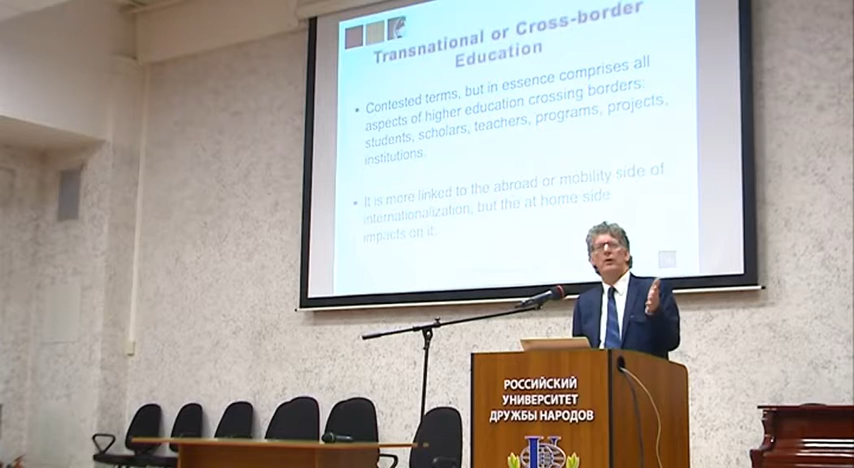 Transnational or Cross-border
Education
• Contested terms, but in essence comprises all
aspects of higher education crossing borders:
students, scholars, teachers, programs, projects,
institutions.
• It is more linked to the abroad or mobility side of
internationalization, but the at home side
impacts on it.
РОССИЙСКИЙ
УНИВЕРСИТЕТ
ДРУЖБЫ НАРОДОВ